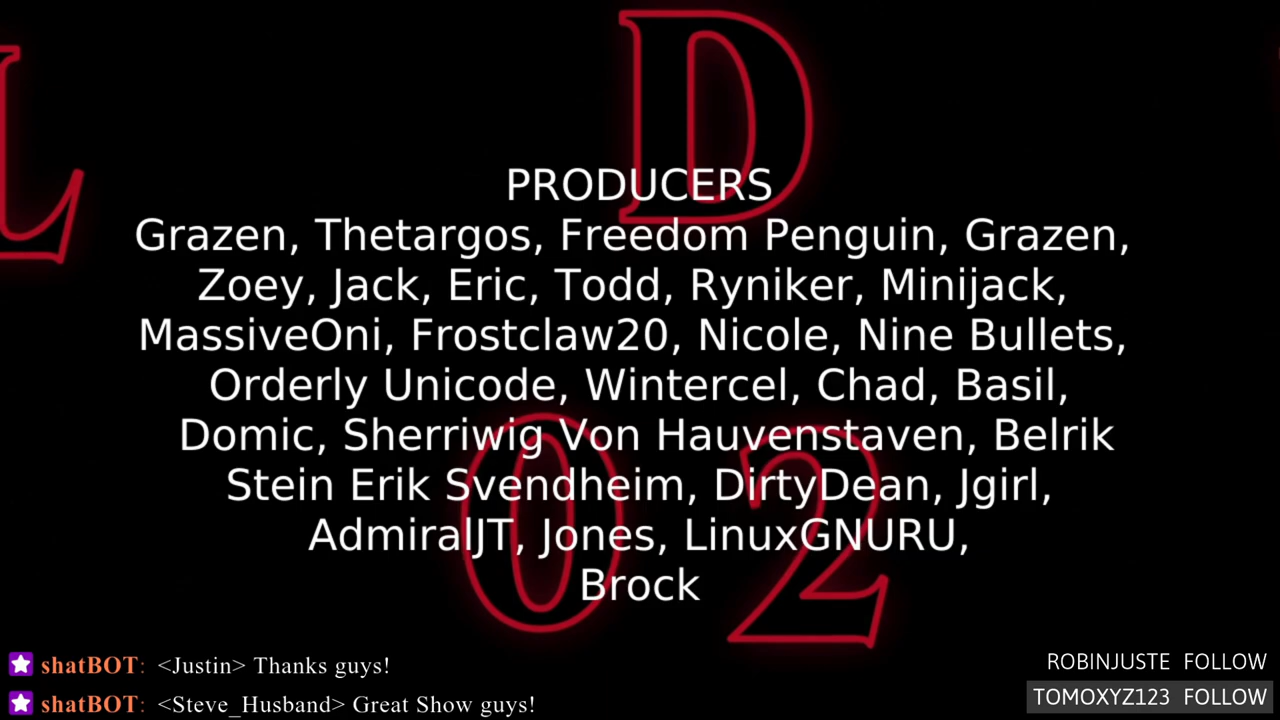 L D
PRODUCERS
Grazen, Thetargos, Freedom Penguin, Grazen,
Zoey, Jack, Eric, Todd, Ryniker, Minijack,
MassiveOni, Frostclaw20, Nicole, Nine Bullets,
Orderly Unicode, Wintercel, Chad, Basil,
Domic, Sherriwig Von Hauvenstaven, Belrik
Stein Erik Svendheim, DirtyDean, Jgirl,
AdmiralJT, Jones, LinuxGNURU,
Brock
02
shatBOT: <Justin> Thanks guys!
shatBOT: <Steve_Husband> Great Show guys!
ROBINJUSTE FOLLOW
TOMOXYZ123 FOLLOW